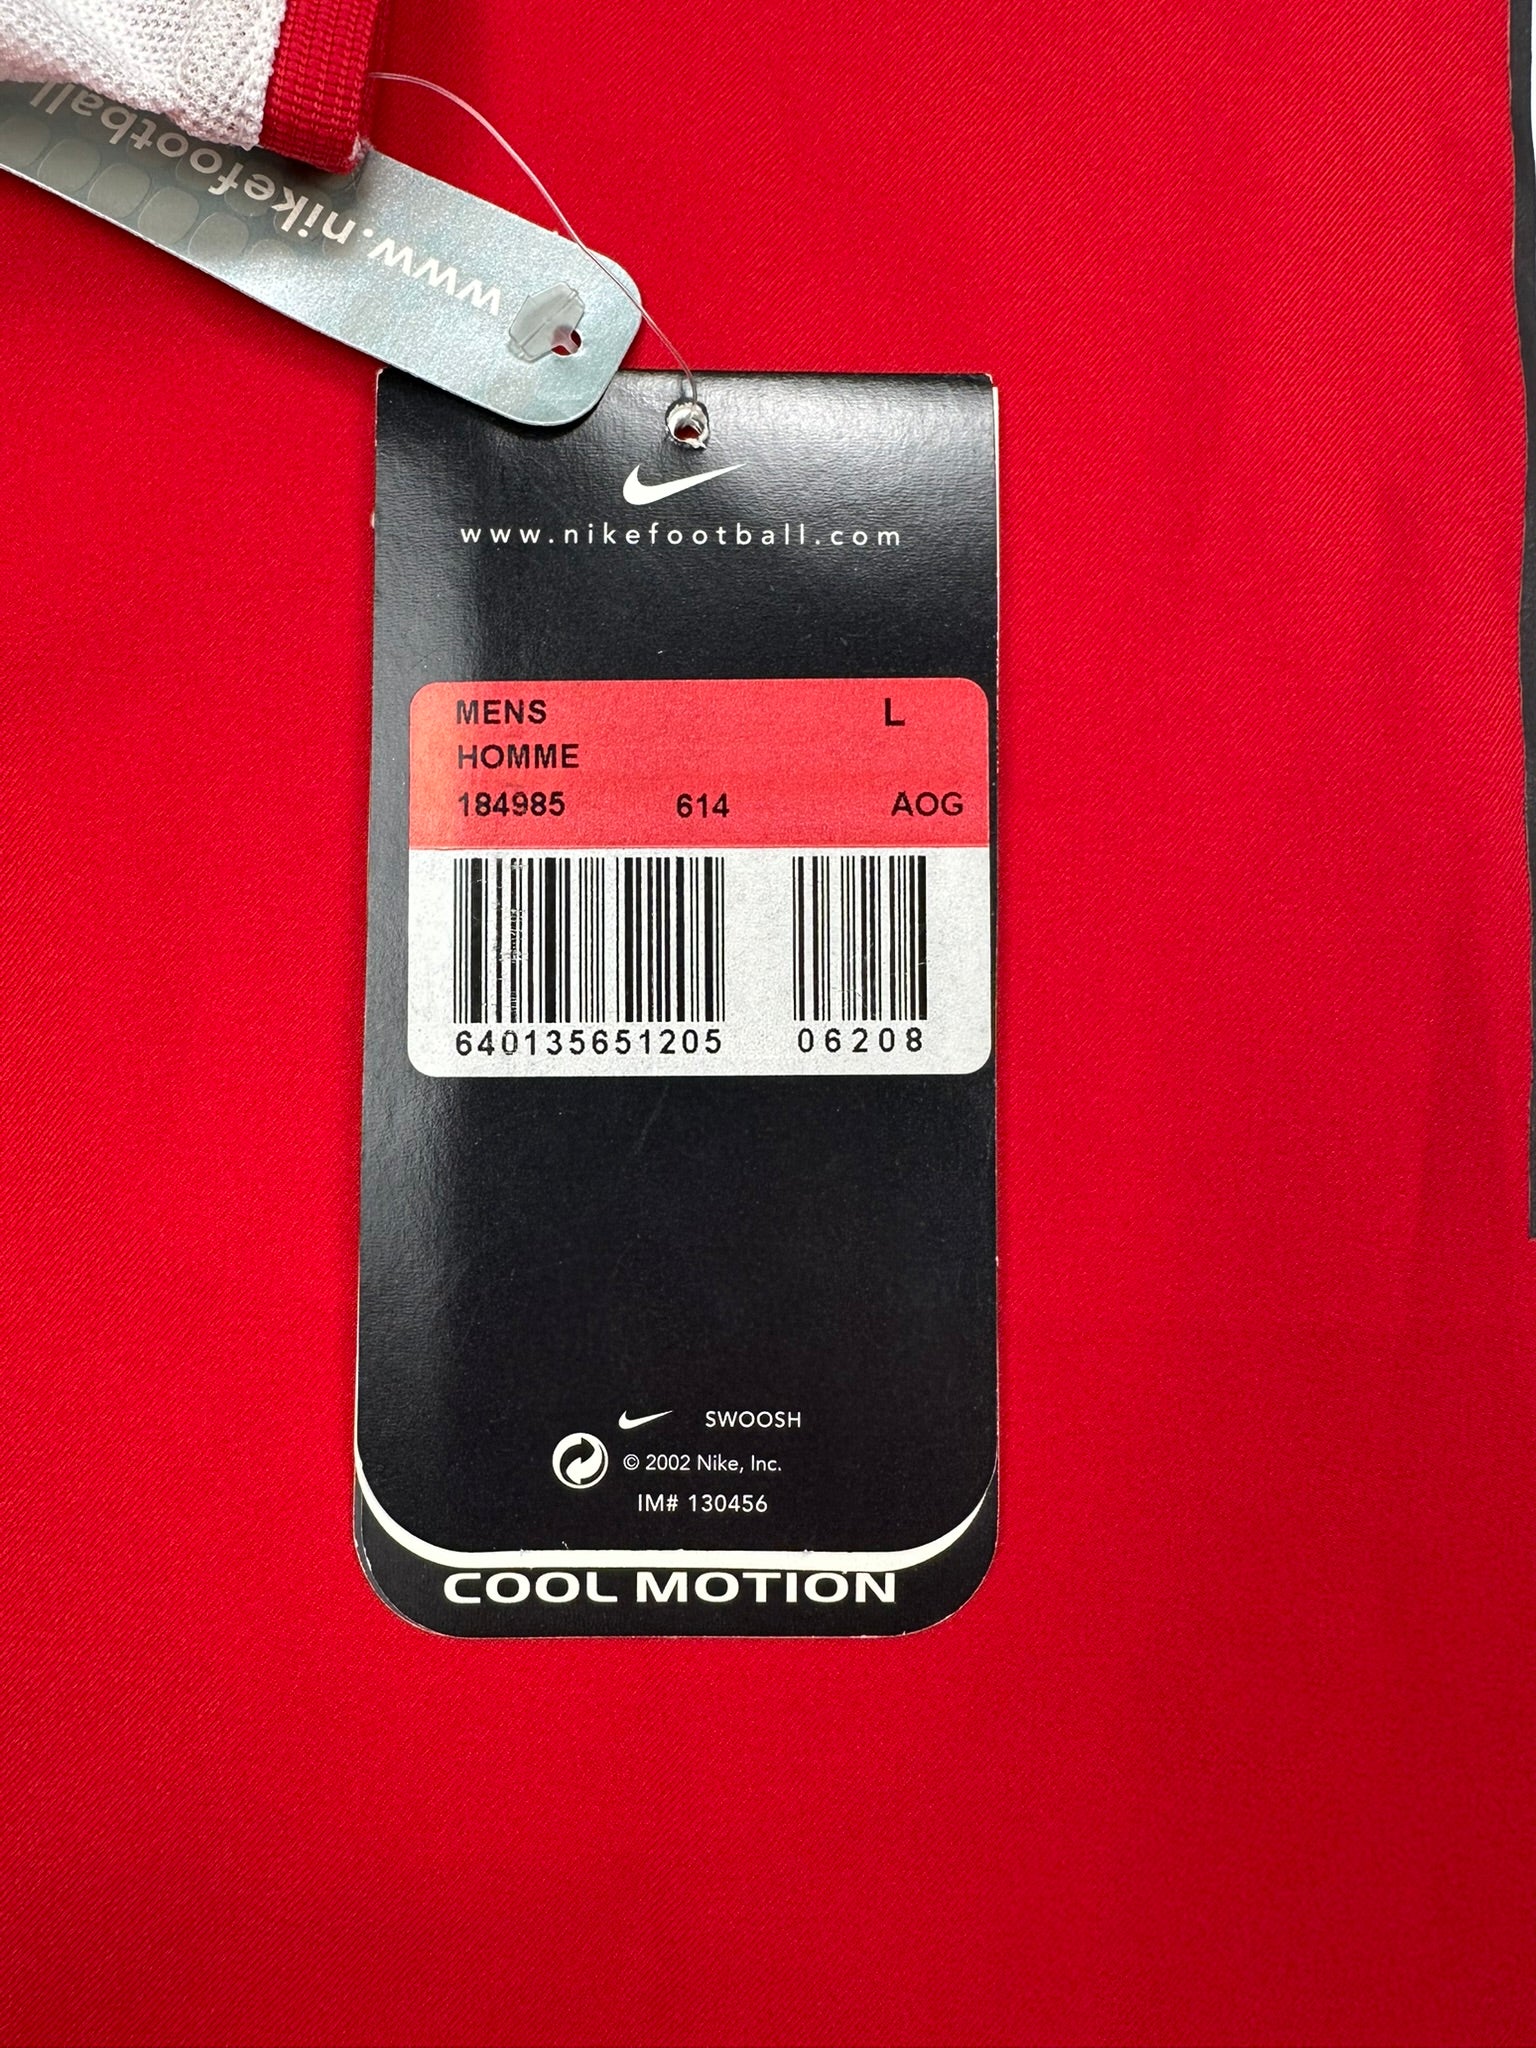 www.nikefootball
www.nikefootball.com
MENS L
HOMME
184985 614 AOG
640135651205 06208
SWOOSH
© 2002 Nike, Inc.
IM# 130456
COOL MOTION